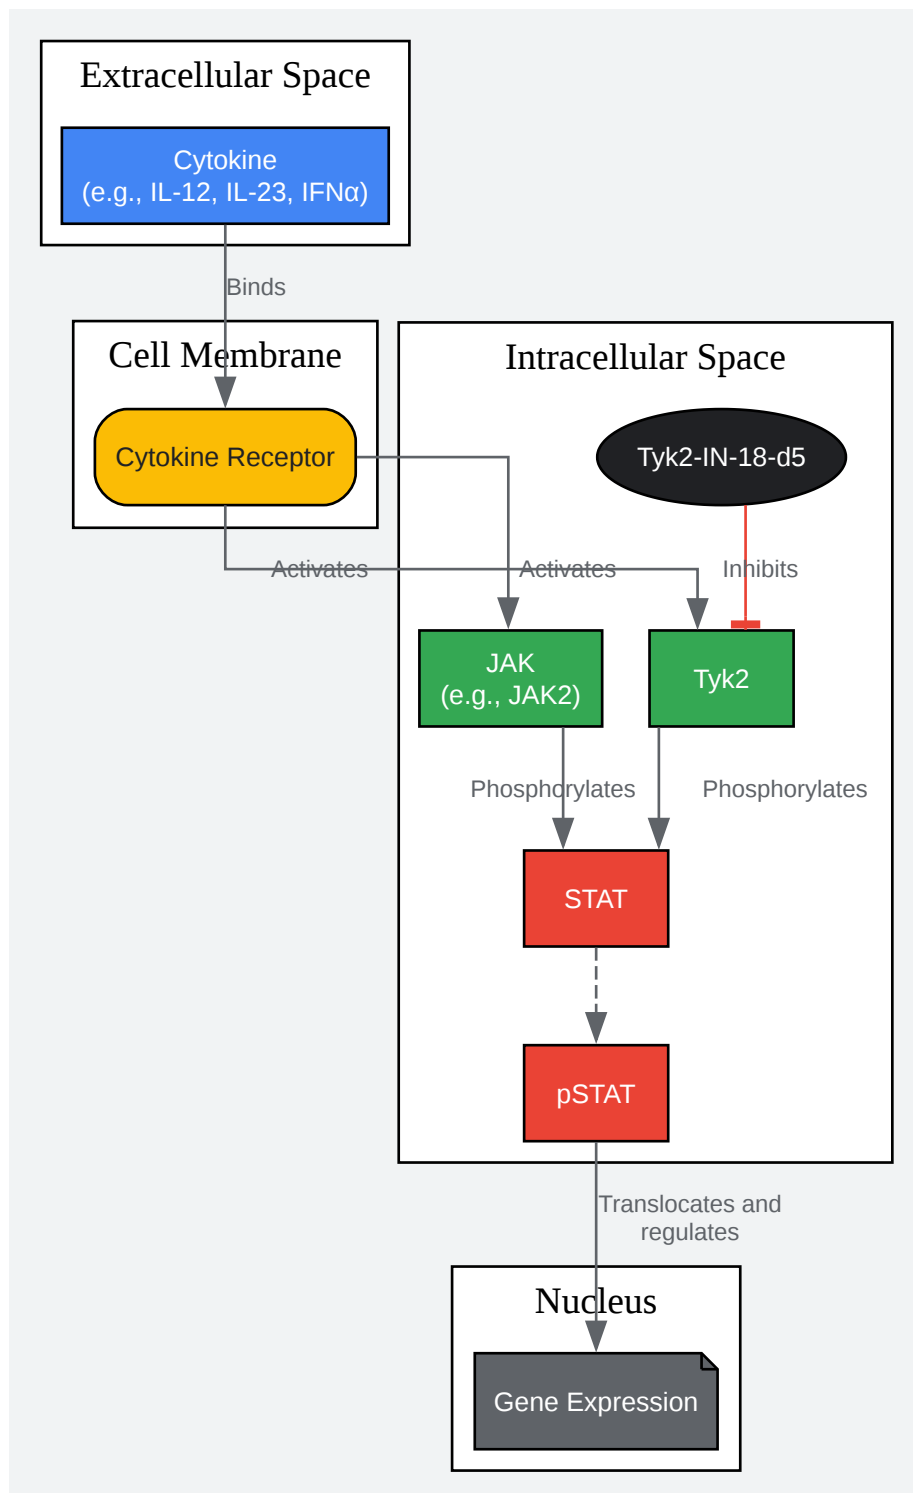 Extracellular Space
Cytokine
(e.g., IL-12, IL-23, IFNα)
Binds
Cell Membrane
Intracellular Space
Cytokine Receptor
Tyk2-IN-18-d5
Activates
Activates
Inhibits
JAK
(e.g., JAK2)
Tyk2
Phosphorylates
Phosphorylates
STAT
pSTAT
Translocates and
regulates
Nucleus
Gene Expression